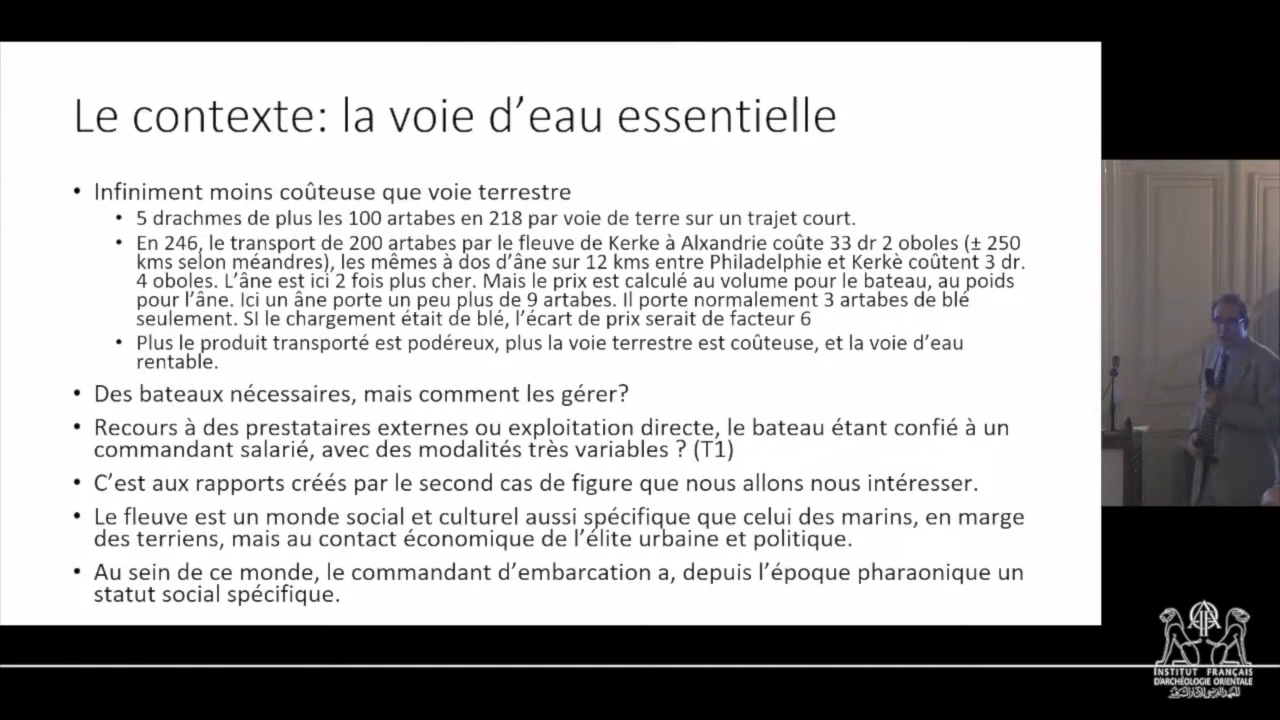 Le contexte: la voie d’eau essentielle
• Infiniment moins coûteuse que voie terrestre
• 5 drachmes de plus les 100 artabes en 218 par voie de terre sur un trajet court.
• En 246, le transport de 200 artabes par le fleuve de Kerke à Alxandrie coûte 33 dr 2 oboles (± 250
kms selon méandres), les mêmes à dos d’âne sur 12 kms entre Philadelphie et Kerkè coûtent 3 dr.
4 oboles. L’âne est ici 2 fois plus cher. Mais le prix est calculé au volume pour le bateau, au poids
pour l’âne. Ici un âne porte un peu plus de 9 artabes. Il porte normalement 3 artabes de blé
seulement. SI le chargement était de blé, l’écart de prix serait de facteur 6
• Plus le produit transporté est podéreux, plus la voie terrestre est coûteuse, et la voie d’eau
rentable.
• Des bateaux nécessaires, mais comment les gérer?
• Recours à des prestataires externes ou exploitation directe, le bateau étant confié à un
commandant salarié, avec des modalités très variables ? (T1)
• C’est aux rapports créés par le second cas de figure que nous allons nous intéresser.
• Le fleuve est un monde social et culturel aussi spécifique que celui des marins, en marge
des terriens, mais au contact économique de l’élite urbaine et politique.
• Au sein de ce monde, le commandant d’embarcation a, depuis l’époque pharaonique un
statut social spécifique.
INSTITUT FRANÇAIS
D’ARCHÉOLOGIE ORIENTALE